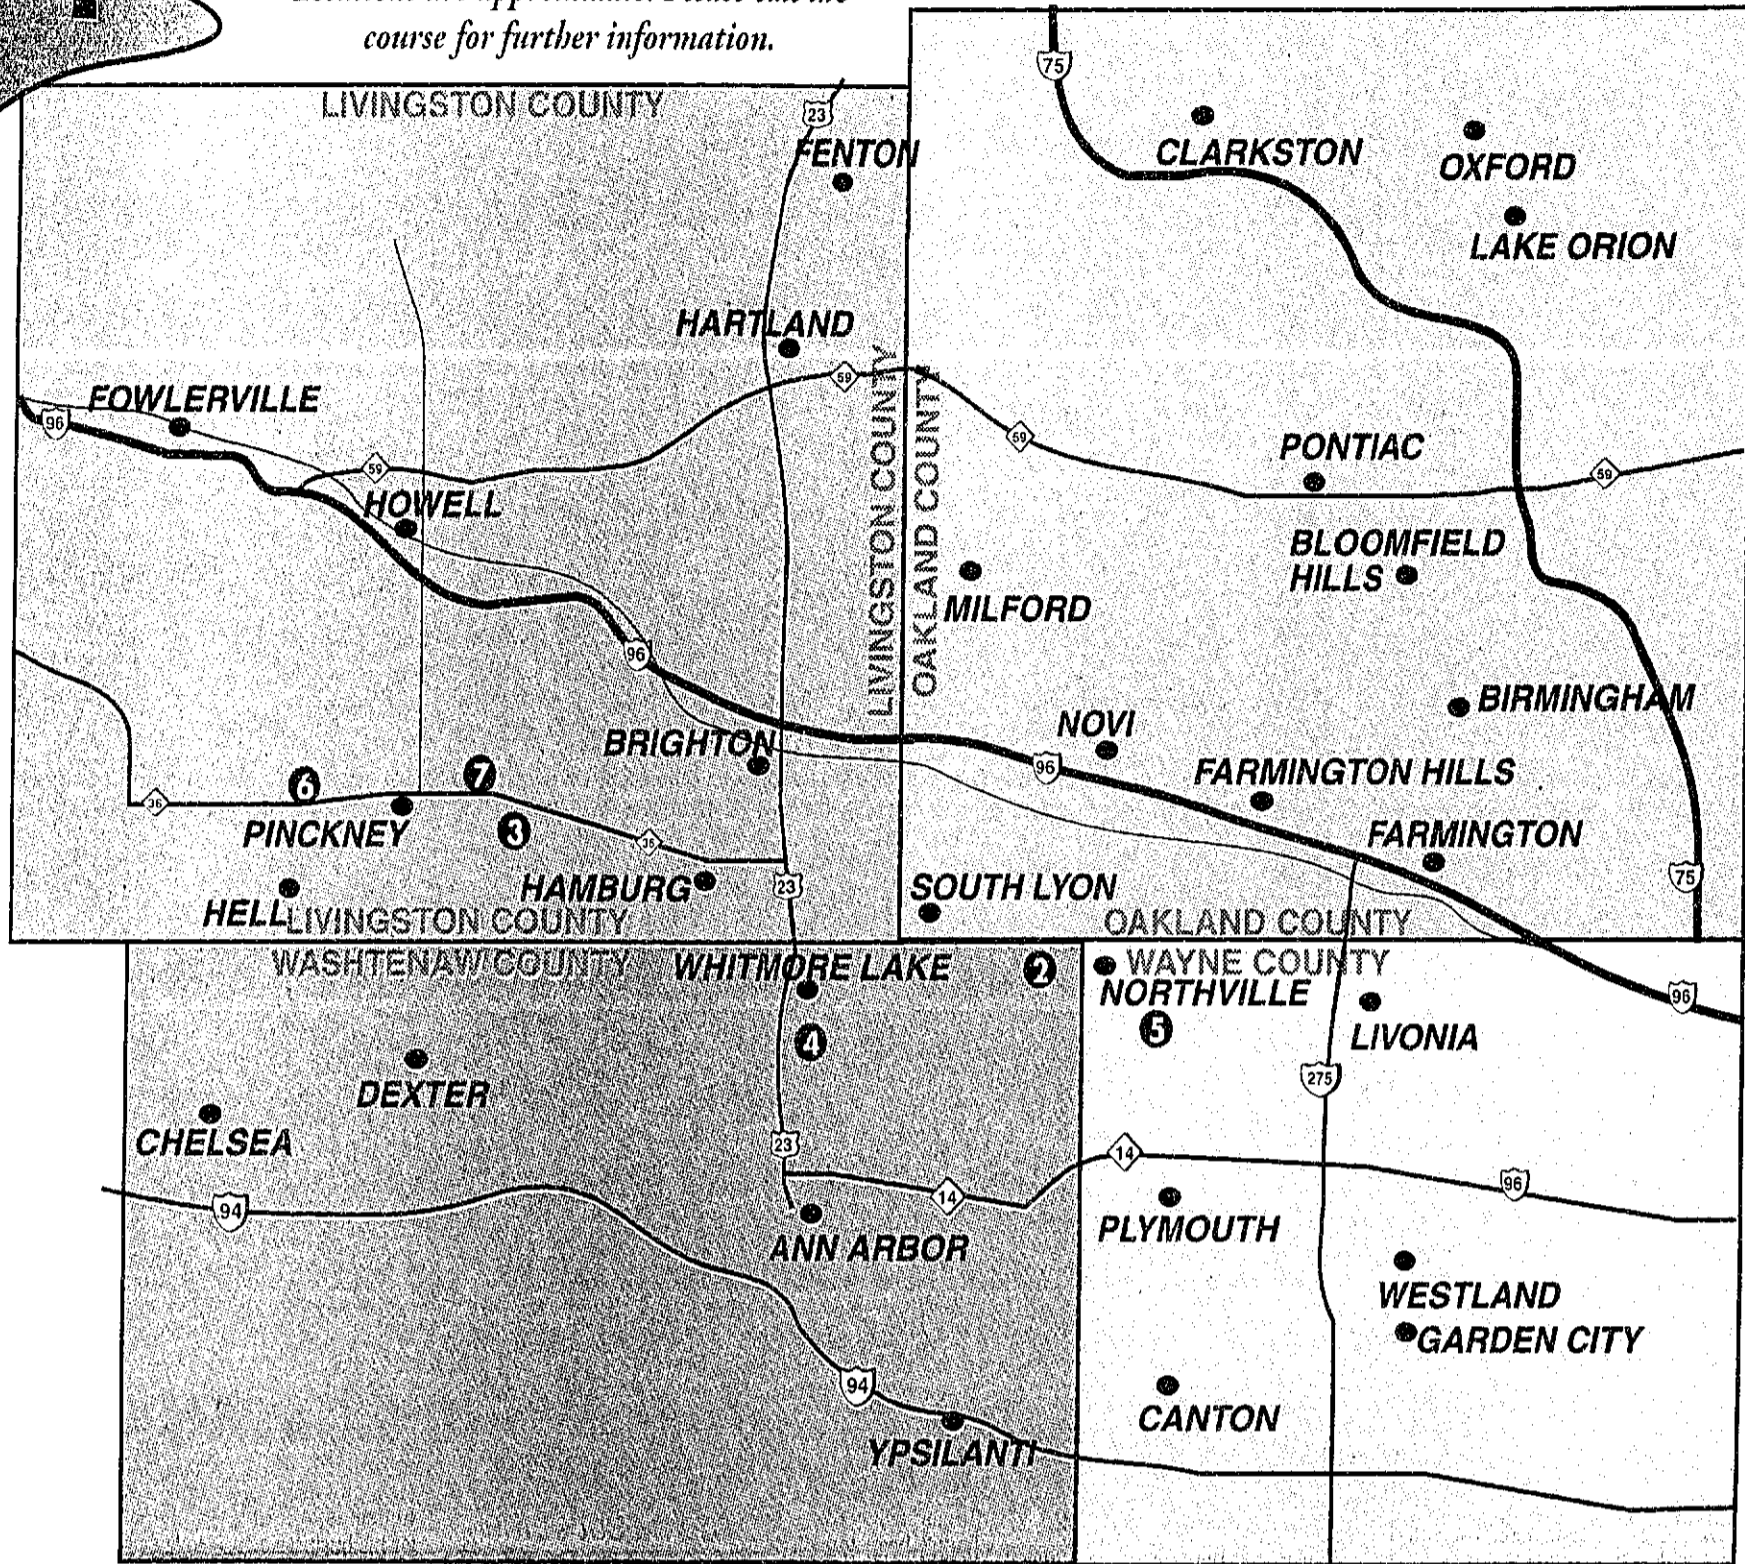 course for further information.
LIVINGSTON COUNTY
23
75
FENTON
CLARKSTON
OXFORD
LAKE ORION
HARTLAND
59
FOWLERVILLE
96
59
59
PONTIAC
59
HOWELL
LIVINGSTON COUNTY
OAKLAND COUNTY
BLOOMFIELD
HILLS
MILFORD
96
BIRMINGHAM
NOVI
BRIGHTON
96
FARMINGTON HILLS
6
7
36
PINCKNEY
3
36
FARMINGTON
HAMBURG
23
SOUTH LYON
75
HELL
LIVINGSTON COUNTY
OAKLAND COUNTY
WASHTENAW COUNTY
WHITMORE LAKE
2
WAYNE COUNTY
NORTHVILLE
96
4
5
LIVONIA
DEXTER
275
CHELSEA
23
14
94
14
96
PLYMOUTH
ANN ARBOR
WESTLAND
GARDEN CITY
94
CANTON
YPSILANTI